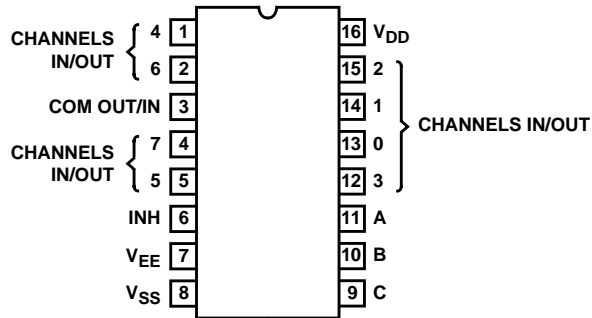 CHANNELS
IN/OUT
4 1
6 2
COM OUT/IN 3
CHANNELS
IN/OUT
7 4
5 5
INH 6
VEE 7
VSS 8
16 VDD
15 2
14 1
13 0
12 3
CHANNELS IN/OUT
11 A
10 B
9 C